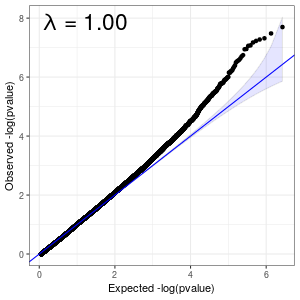 λ = 1.00
Observed -log(pvalue)
8
6
4
2
0
0 2 4 6
Expected -log(pvalue)